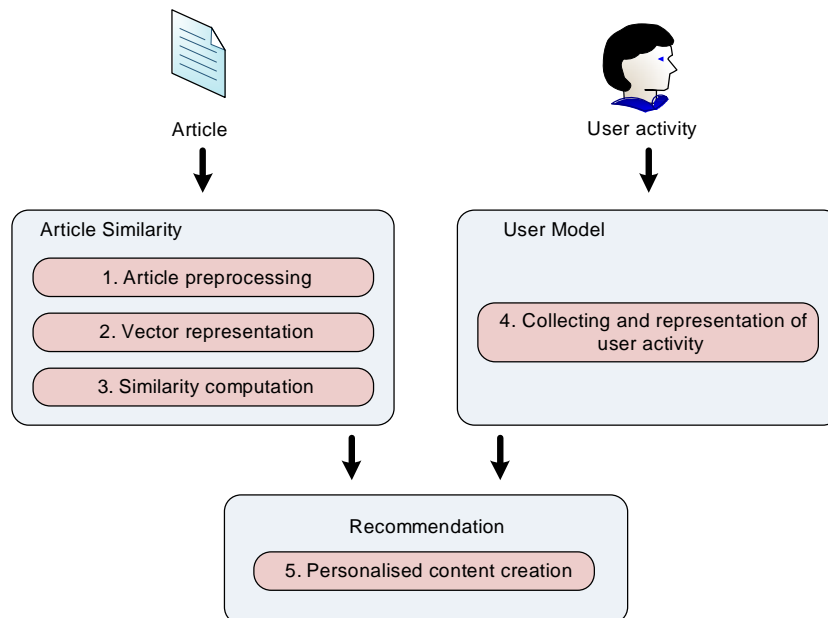 Article
User activity
Article Similarity
1. Article preprocessing
2. Vector representation
3. Similarity computation
User Model
4. Collecting and representation of
user activity
Recommendation
5. Personalised content creation